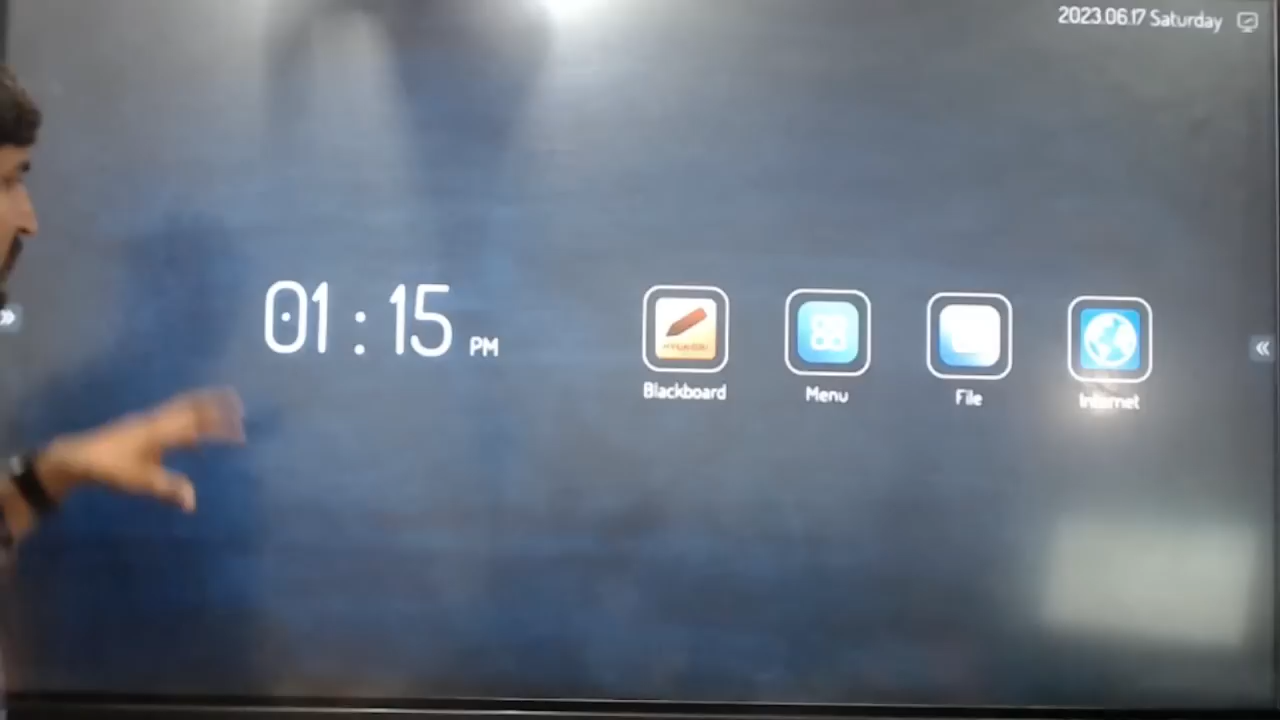 2023.06.17 Saturday
01 : 15 PM
Blackboard
Menu
File
Internet